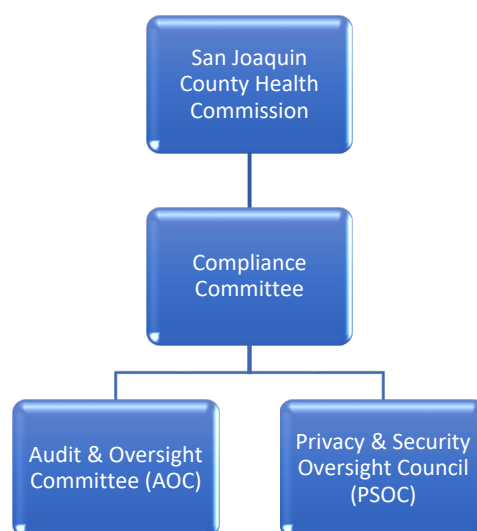 San Joaquin
County Health
Commission
Compliance
Committee
Audit & Oversight
Committee (AOC)
Privacy & Security
Oversight Council
(PSOC)